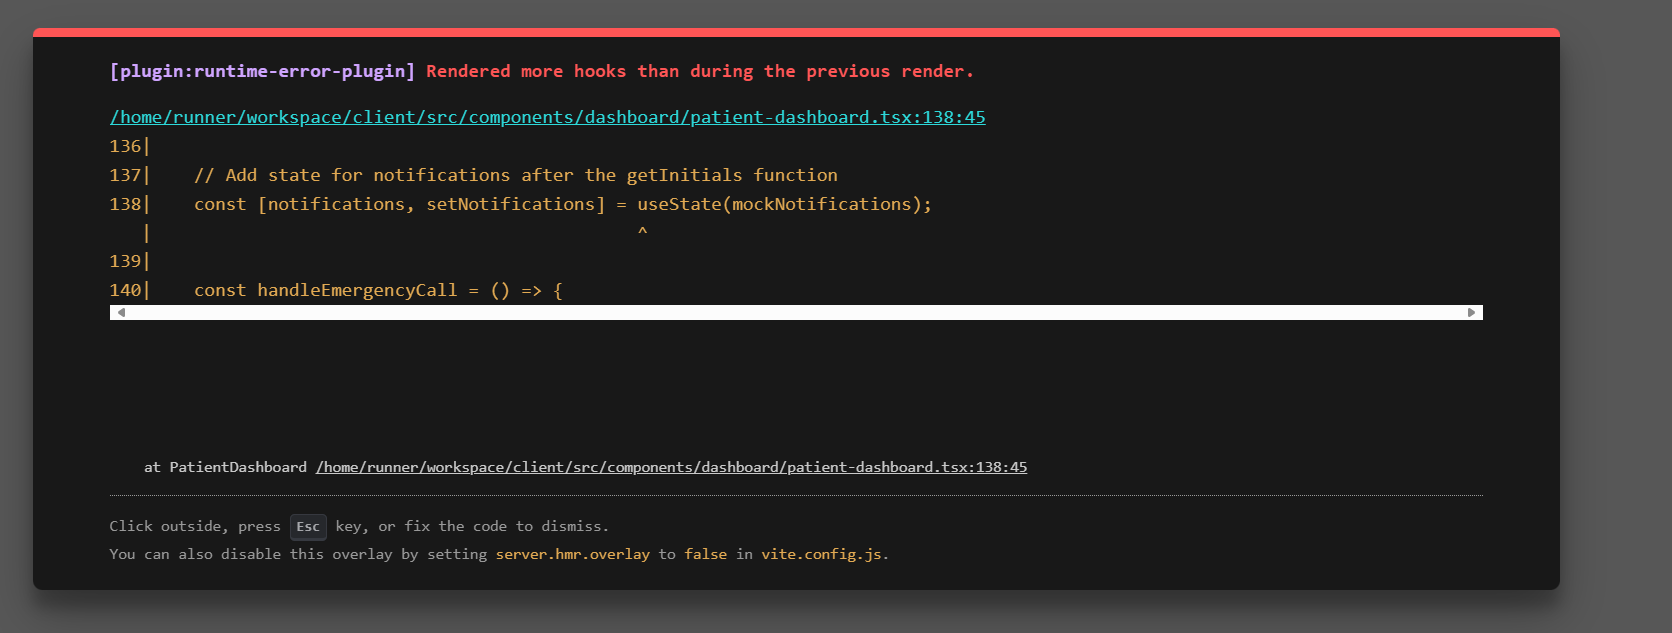 [plugin:runtime-error-plugin] Rendered more hooks than during the previous render.
/home/runner/workspace/client/src/components/dashboard/patient-dashboard.tsx:138:45
136|
137|    // Add state for notifications after the getInitials function
138|    const [notifications, setNotifications] = useState(mockNotifications);
   |                                              ^
139|
140|    const handleEmergencyCall = () => {
at PatientDashboard /home/runner/workspace/client/src/components/dashboard/patient-dashboard.tsx:138:45
Click outside, press Esc key, or fix the code to dismiss.
You can also disable this overlay by setting server.hmr.overlay to false in vite.config.js.